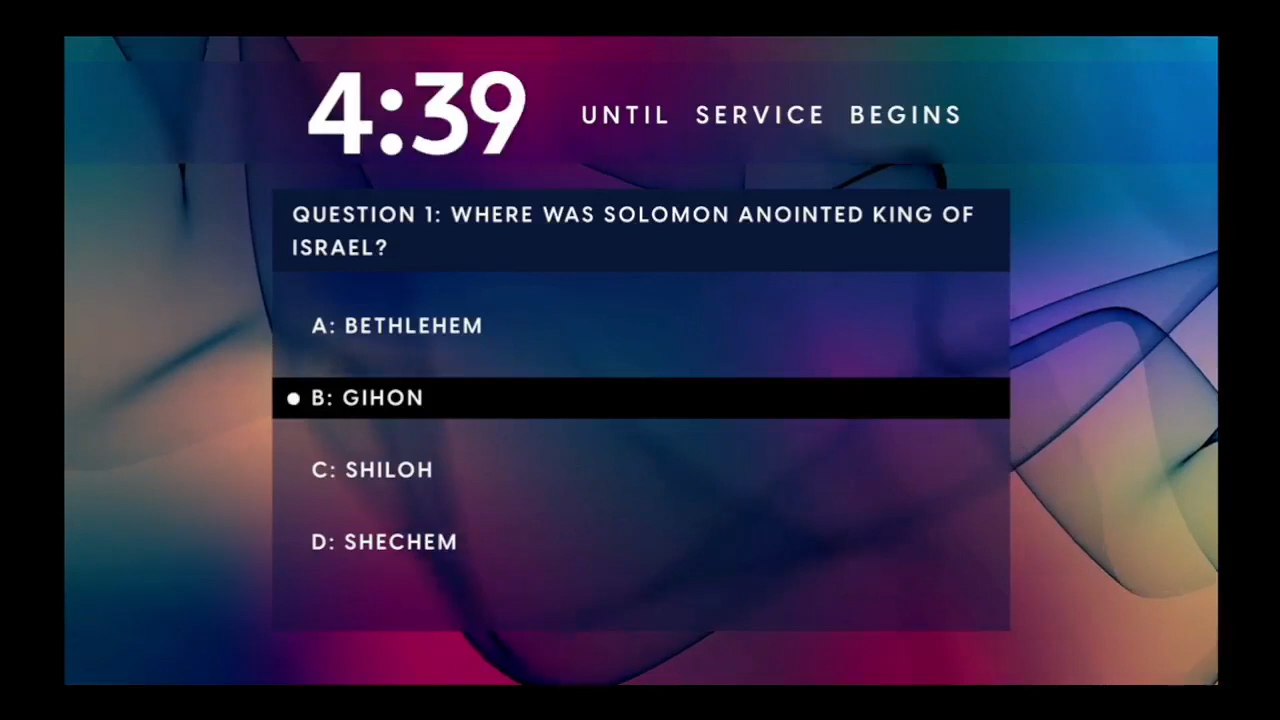 4:39 UNTIL SERVICE BEGINS
QUESTION 1: WHERE WAS SOLOMON ANOINTED KING OF
ISRAEL?
A: BETHLEHEM
B: GIHON
C: SHILOH
D: SHECHEM